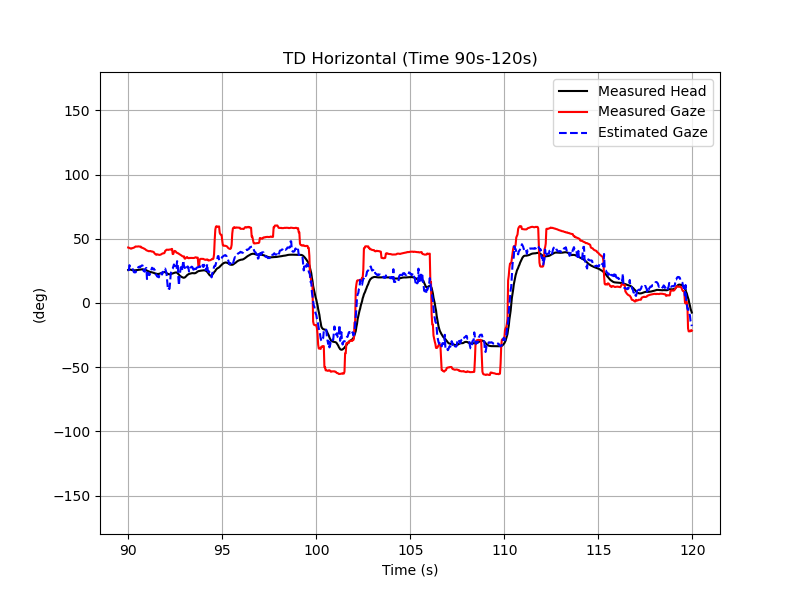 TD Horizontal (Time 90s-120s)
Measured Head
Measured Gaze
Estimated Gaze
150
100
50
0
−50
−100
−150
(deg)
90 95 100 105 110 115 120
Time (s)